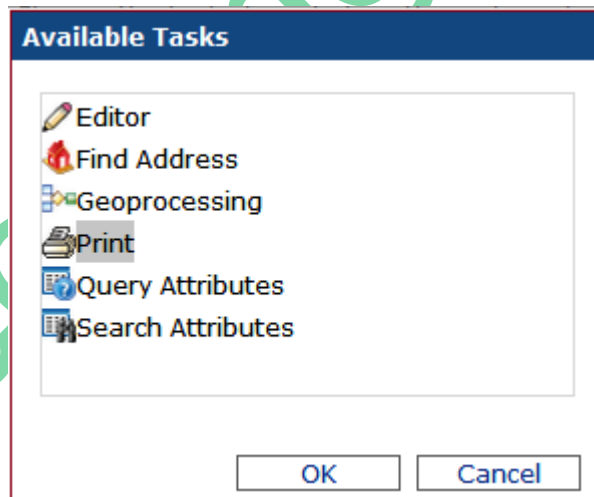 Available Tasks
Editor
Find Address
Geoprocessing
Print
Query Attributes
Search Attributes
OK Cancel